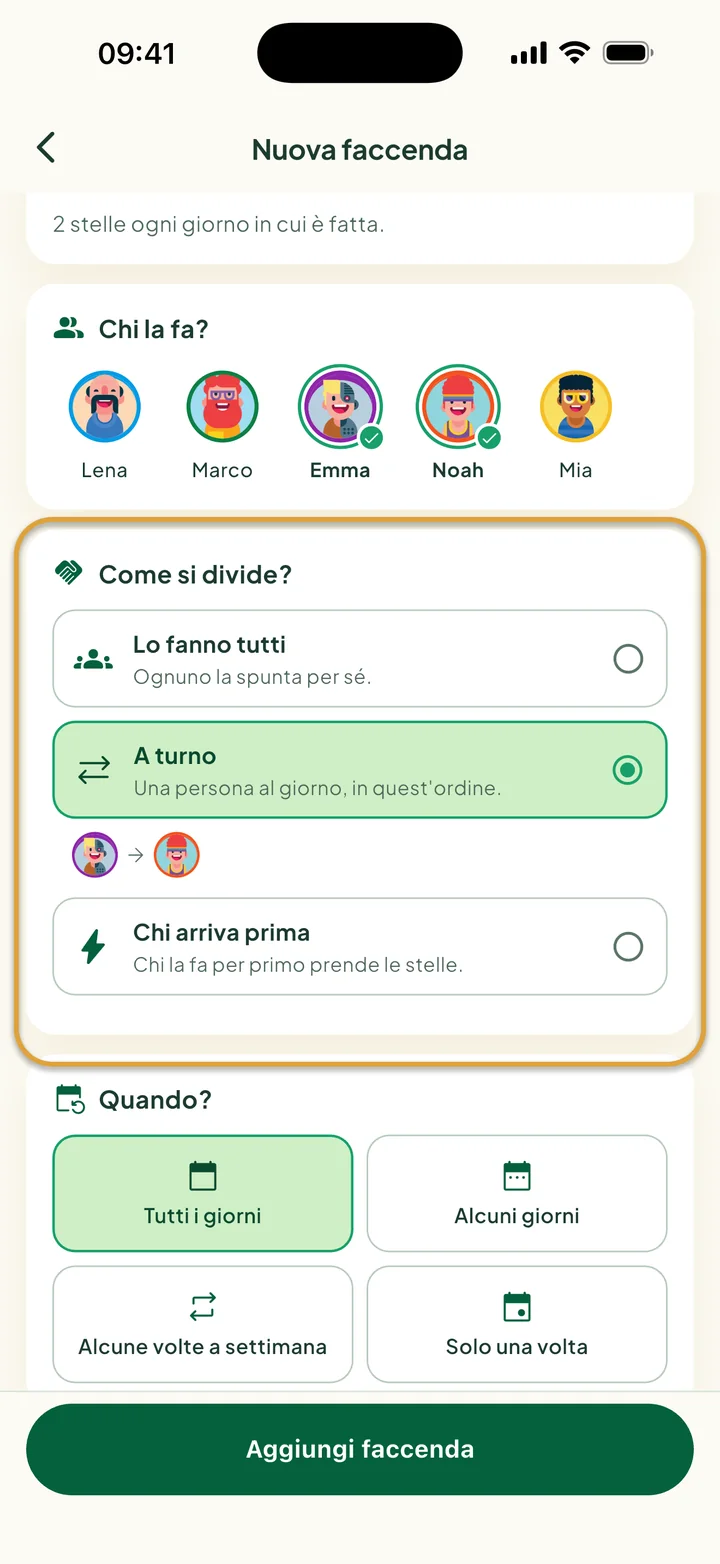 09:41
Nuova faccenda
2 stelle ogni giorno in cui è fatta.
Chi la fa?
Lena
Marco
Emma
Noah
Mia
Come si divide?
Lo fanno tutti
Ognuno la spunta per sé.
A turno
Una persona al giorno, in quest'ordine.
Chi arriva prima
Chi la fa per primo prende le stelle.
Quando?
Tutti i giorni
Alcuni giorni
Alcune volte a settimana
Solo una volta
Aggiungi faccenda